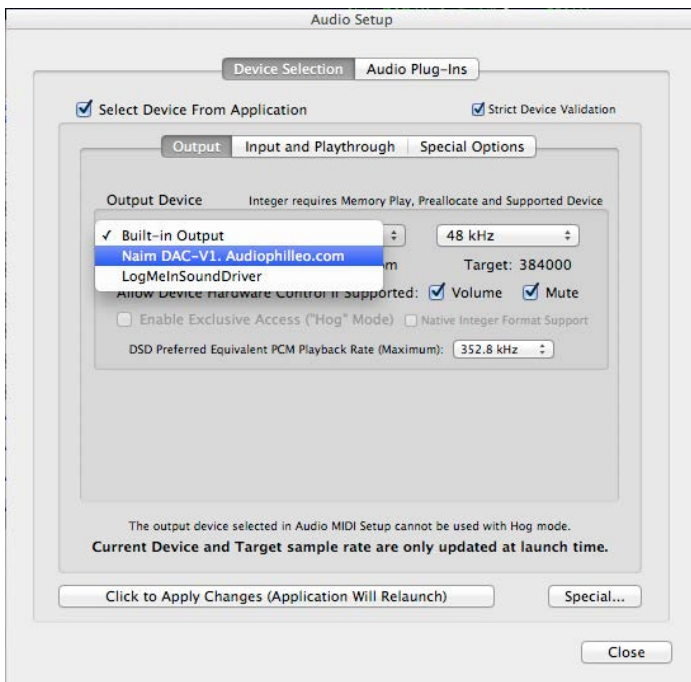 Audio Setup
Device Selection Audio Plug-Ins
Select Device From Application Strict Device Validation
Output Input and Playthrough Special Options
Output Device Integer requires Memory Play, Preallocate and Supported Device
✓ Built-in Output 48 kHz
Naim DAC-V1. Audiophilleo.com
Target: 384000
LogMeInSoundDriver
Allow Device Hardware Control If Supported: Volume Mute
Enable Exclusive Access ("Hog" Mode) Native Integer Format Support
DSD Preferred Equivalent PCM Playback Rate (Maximum): 352.8 kHz
The output device selected in Audio MIDI Setup cannot be used with Hog mode.
Current Device and Target sample rate are only updated at launch time.
Click to Apply Changes (Application Will Relaunch) Special...
Close